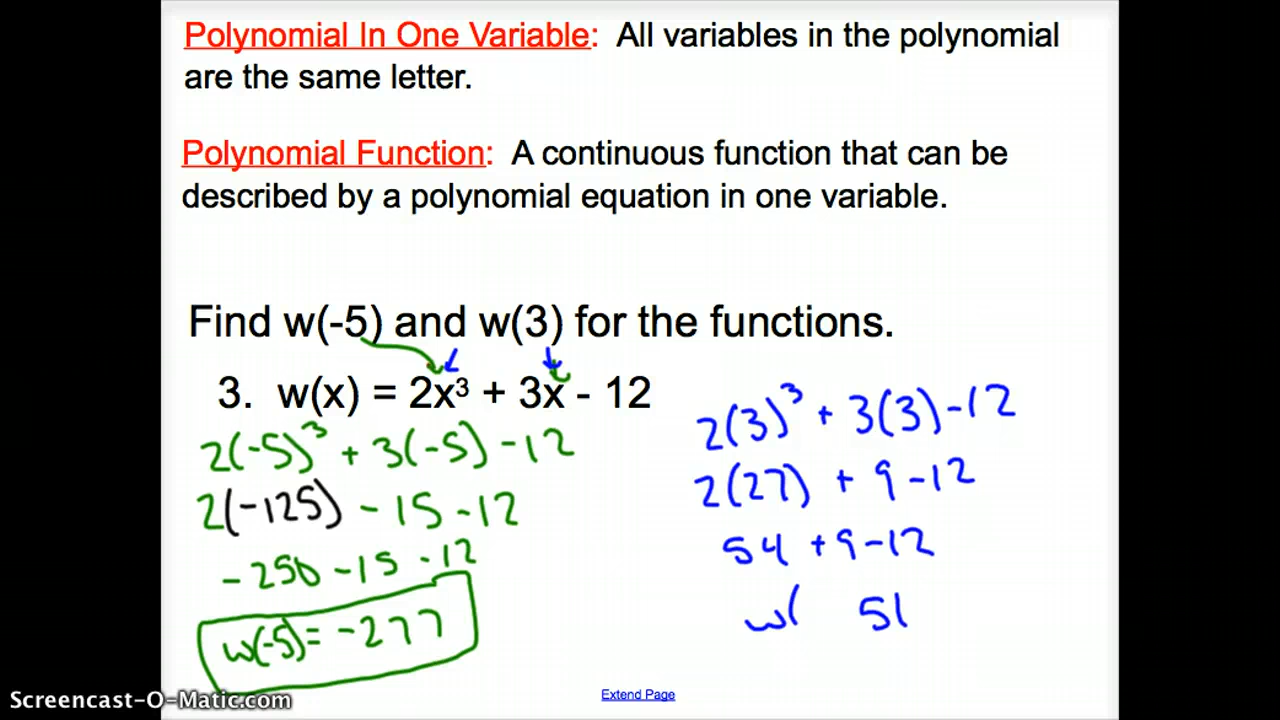 Polynomial In One Variable: All variables in the polynomial
are the same letter.
Polynomial Function: A continuous function that can be
described by a polynomial equation in one variable.
Find w(-5) and w(3) for the functions.
3. w(x) = 2x³ + 3x - 12
2(-5)³ + 3(-5) -12
2(-125) - 15 -12
-250 -15 -12
w(-5)= -277
2(3)³ + 3(3) -12
2(27) + 9 -12
54 +9 -12
w( 51
Extend Page
Screencast-O-Matic.com